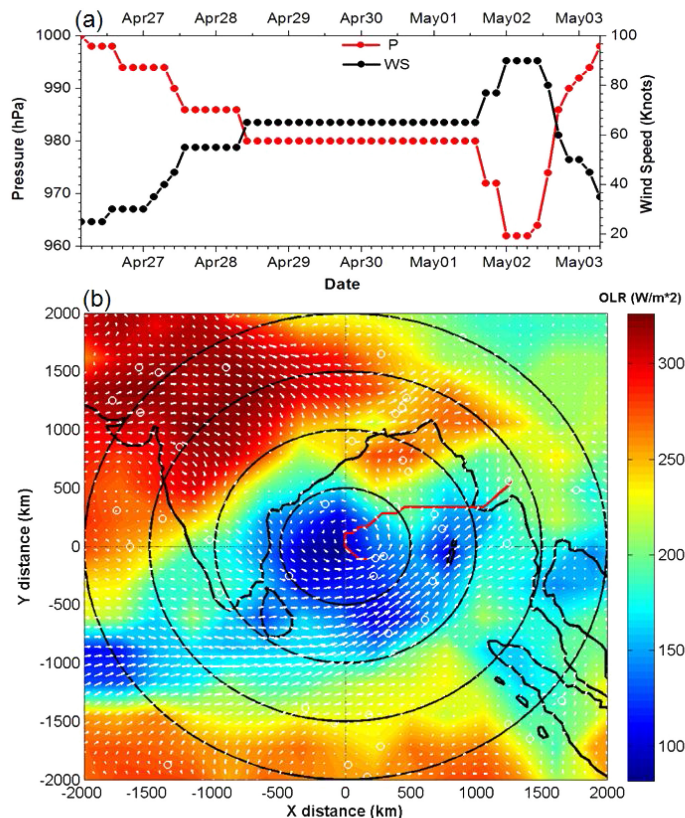 (a)
Apr27 Apr28 Apr29 Apr30 May01 May02 May03
1000
990
980
970
960
Pressure (hPa)
P
WS
100
80
60
40
20
Wind Speed (Knots)
Apr27 Apr28 Apr29 Apr30 May01 May02 May03
Date
(b)
OLR (W/m*2)
2000
1500
1000
500
0
-500
-1000
-1500
-2000
Y distance (km)
300
250
200
150
100
-2000 -1500 -1000 -500 0 500 1000 1500 2000
X distance (km)